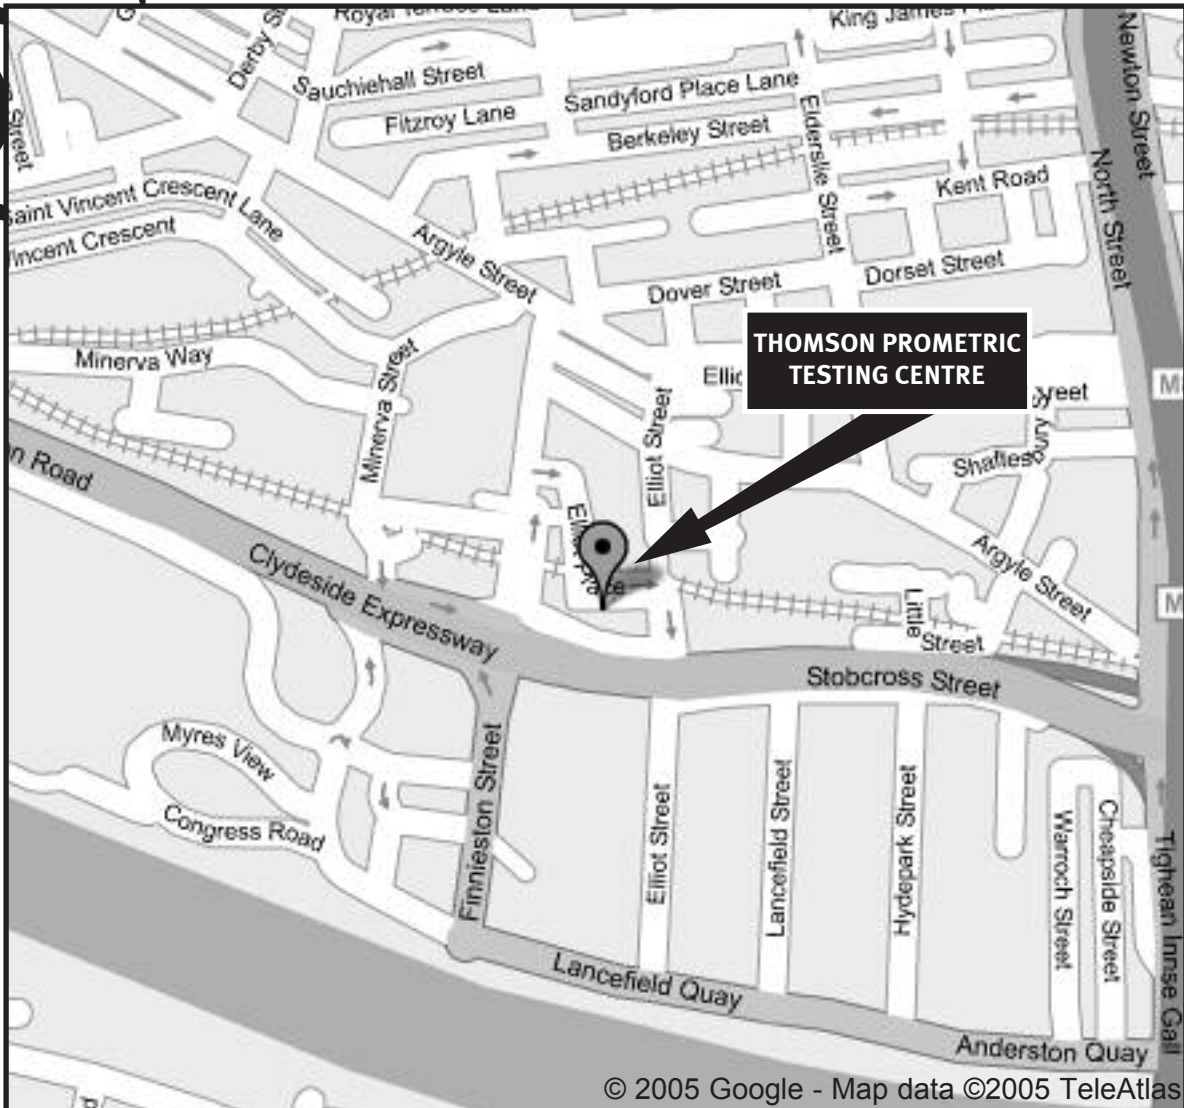 Royal Terrace Lane
King James
Derby St
Newton Street
Sauchiehall Street
Sandyford Place Lane
Fitzroy Lane
Berkeley Street
Elderslie Street
Street
North Street
Kent Road
Saint Vincent Crescent Lane
Vincent Crescent
Argyle Street
Dorset Street
Dover Street
THOMSON PROMETRIC
TESTING CENTRE
Minerva Way
Minerva Street
Elliot Street
Shaftesbury
n Road
Elliot Place
Argyle Street
Clydeside Expressway
Little
Street
Stobcross Street
Myres View
Finnieston Street
Congress Road
Elliot Street
Lancefield Street
Hydepark Street
Warroch Street
Cheapside Street
Tighean Innse Gall
Lancefield Quay
Anderston Quay
© 2005 Google - Map data ©2005 TeleAtlas